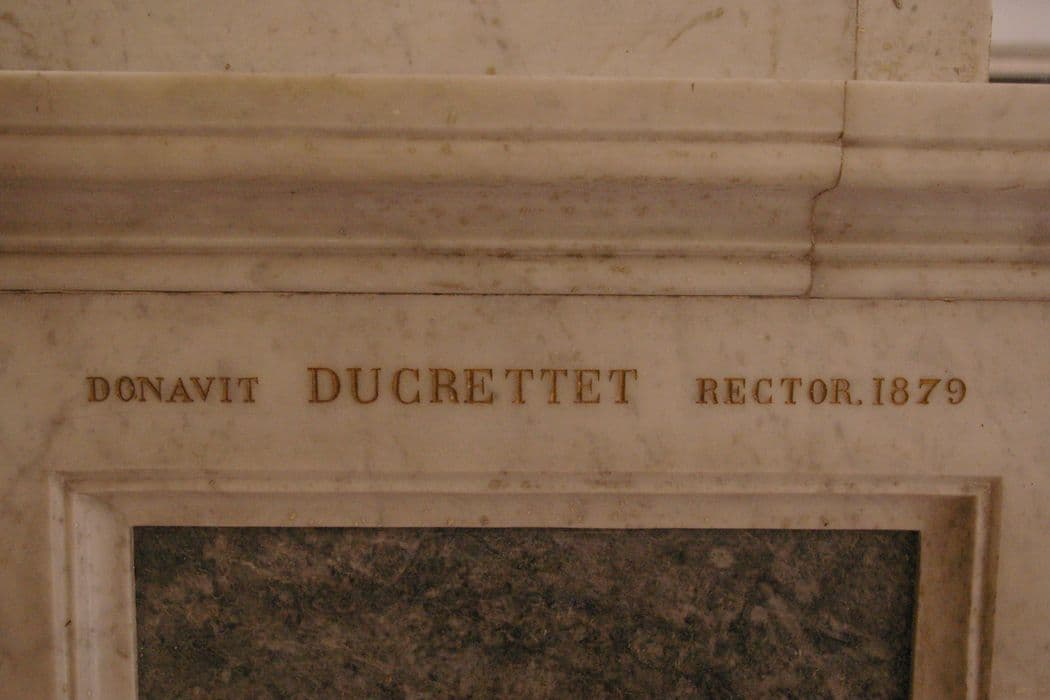 DONAVIT DUCRETTET RECTOR. 1879